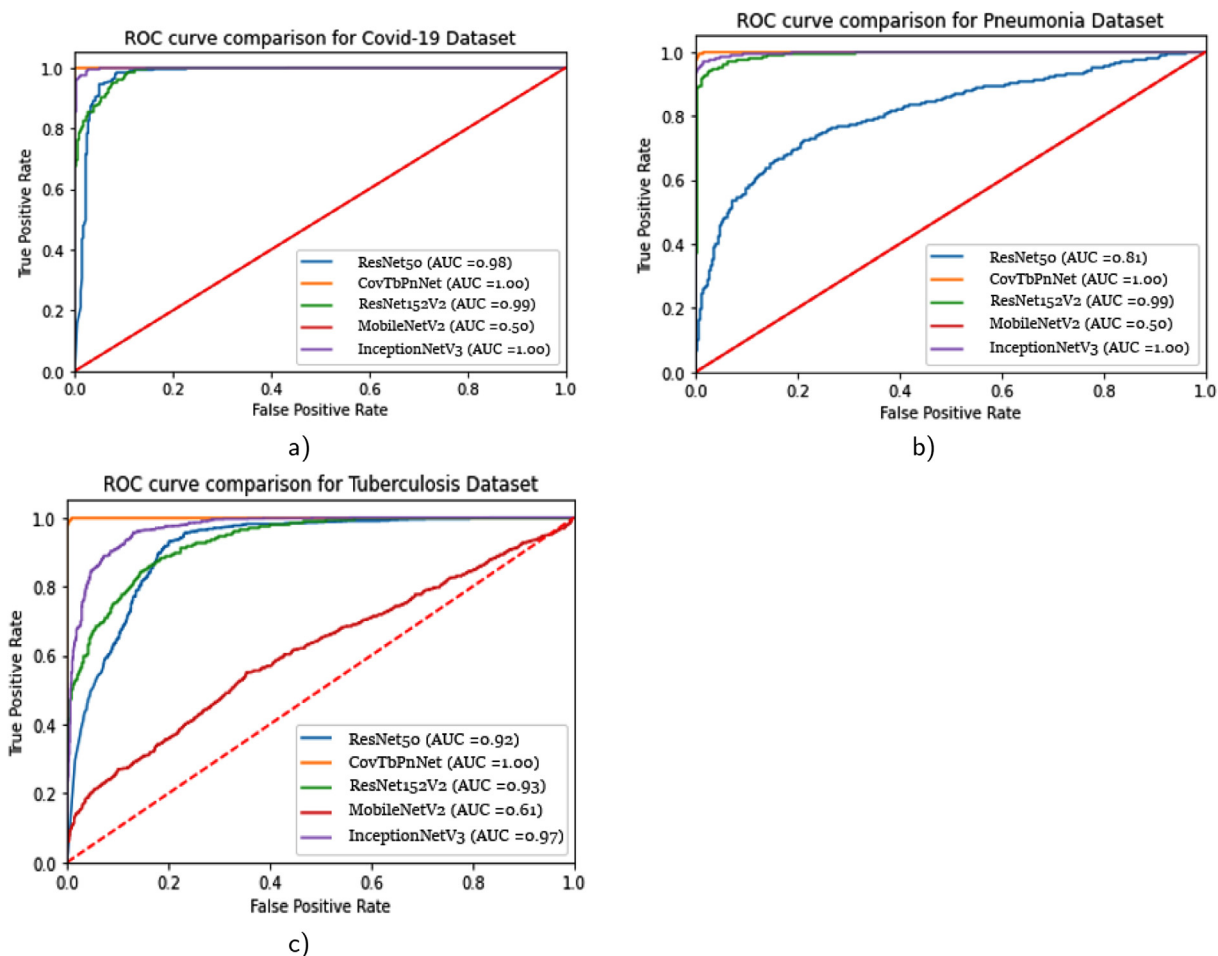 ROC curve comparison for Covid-19 Dataset
True Positive Rate
1.0
0.8
0.6
0.4
0.2
0.0
ResNet50 (AUC =0.98)
CovTbPnNet (AUC =1.00)
ResNet152V2 (AUC =0.99)
MobileNetV2 (AUC =0.50)
InceptionNetV3 (AUC =1.00)
0.0 0.2 0.4 0.6 0.8 1.0
False Positive Rate
a)
ROC curve comparison for Pneumonia Dataset
True Positive Rate
1.0
0.8
0.6
0.4
0.2
0.0
ResNet50 (AUC =0.81)
CovTbPnNet (AUC =1.00)
ResNet152V2 (AUC =0.99)
MobileNetV2 (AUC =0.50)
InceptionNetV3 (AUC =1.00)
0.0 0.2 0.4 0.6 0.8 1.0
False Positive Rate
b)
ROC curve comparison for Tuberculosis Dataset
True Positive Rate
1.0
0.8
0.6
0.4
0.2
0.0
ResNet50 (AUC =0.92)
CovTbPnNet (AUC =1.00)
ResNet152V2 (AUC =0.93)
MobileNetV2 (AUC =0.61)
InceptionNetV3 (AUC =0.97)
0.0 0.2 0.4 0.6 0.8 1.0
False Positive Rate
c)